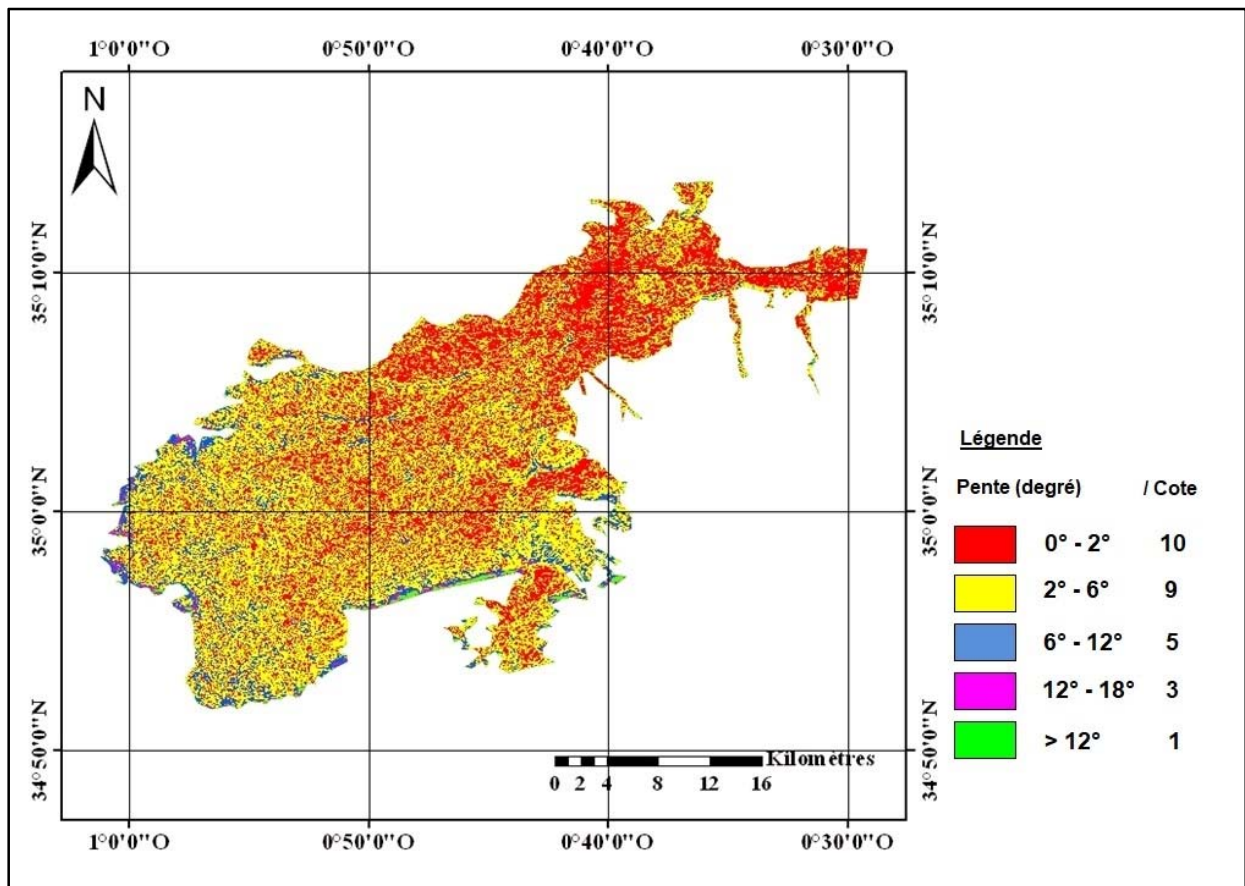 1°0'0"O 0°50'0"O 0°40'0"O 0°30'0"O
N
35°10'0"N
35°10'0"N
35°0'0"N
35°0'0"N
34°50'0"N
34°50'0"N
Légende
Pente (degré) / Cote
0° - 2° 10
2° - 6° 9
6° - 12° 5
12° - 18° 3
> 12° 1
Kilomètres
0 2 4 8 12 16
1°0'0"O 0°50'0"O 0°40'0"O 0°30'0"O